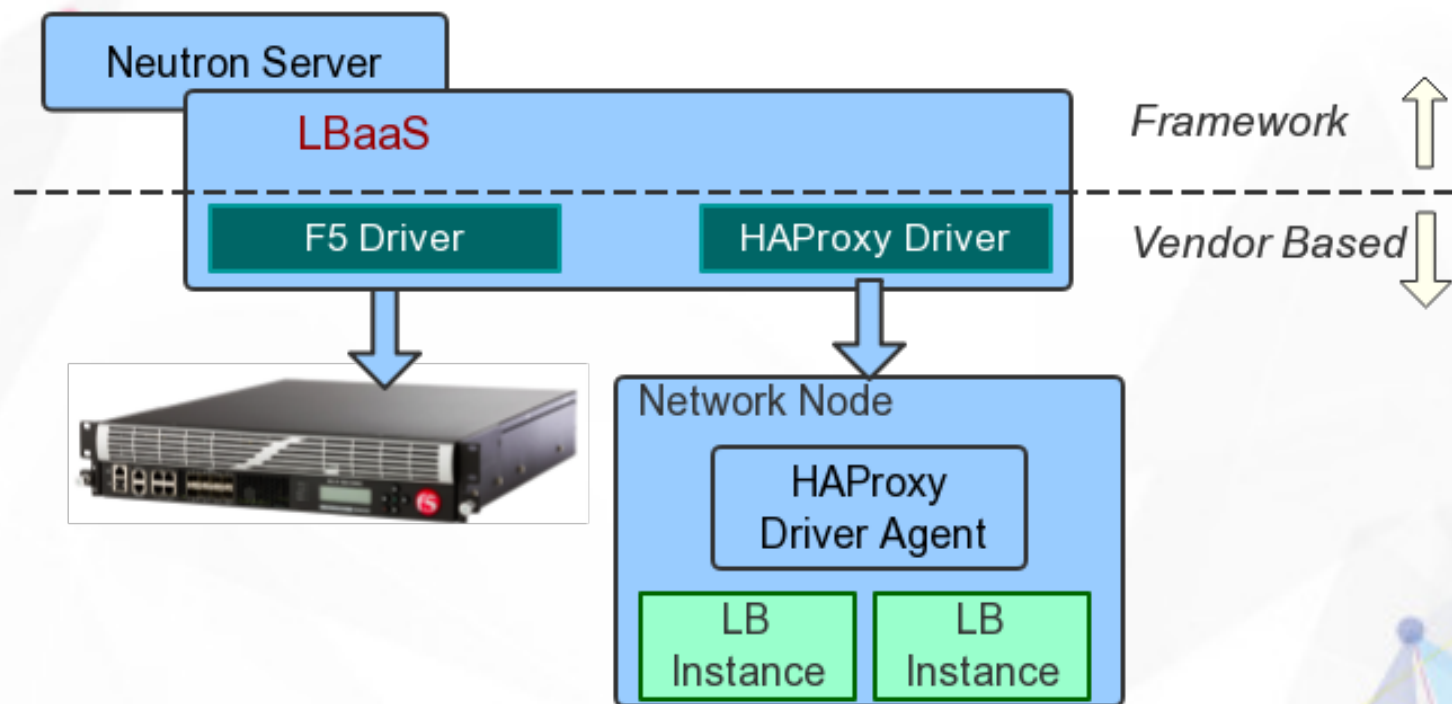 Neutron Server
LBaaS
Framework
F5 Driver
HAProxy Driver
Vendor Based
f5
Network Node
HAProxy
Driver Agent
LB
Instance
LB
Instance